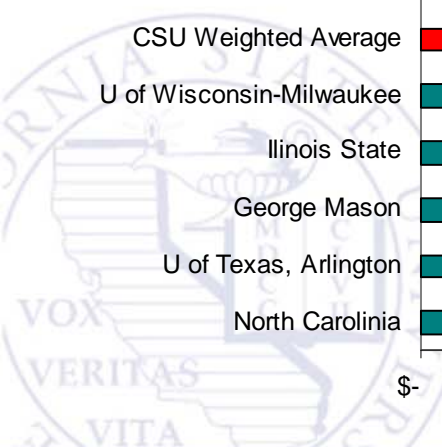 CSU Weighted Average
U of Wisconsin-Milwaukee
Ilinois State
George Mason
U of Texas, Arlington
North Carolinia
$-
VOX
VERITAS
VITA